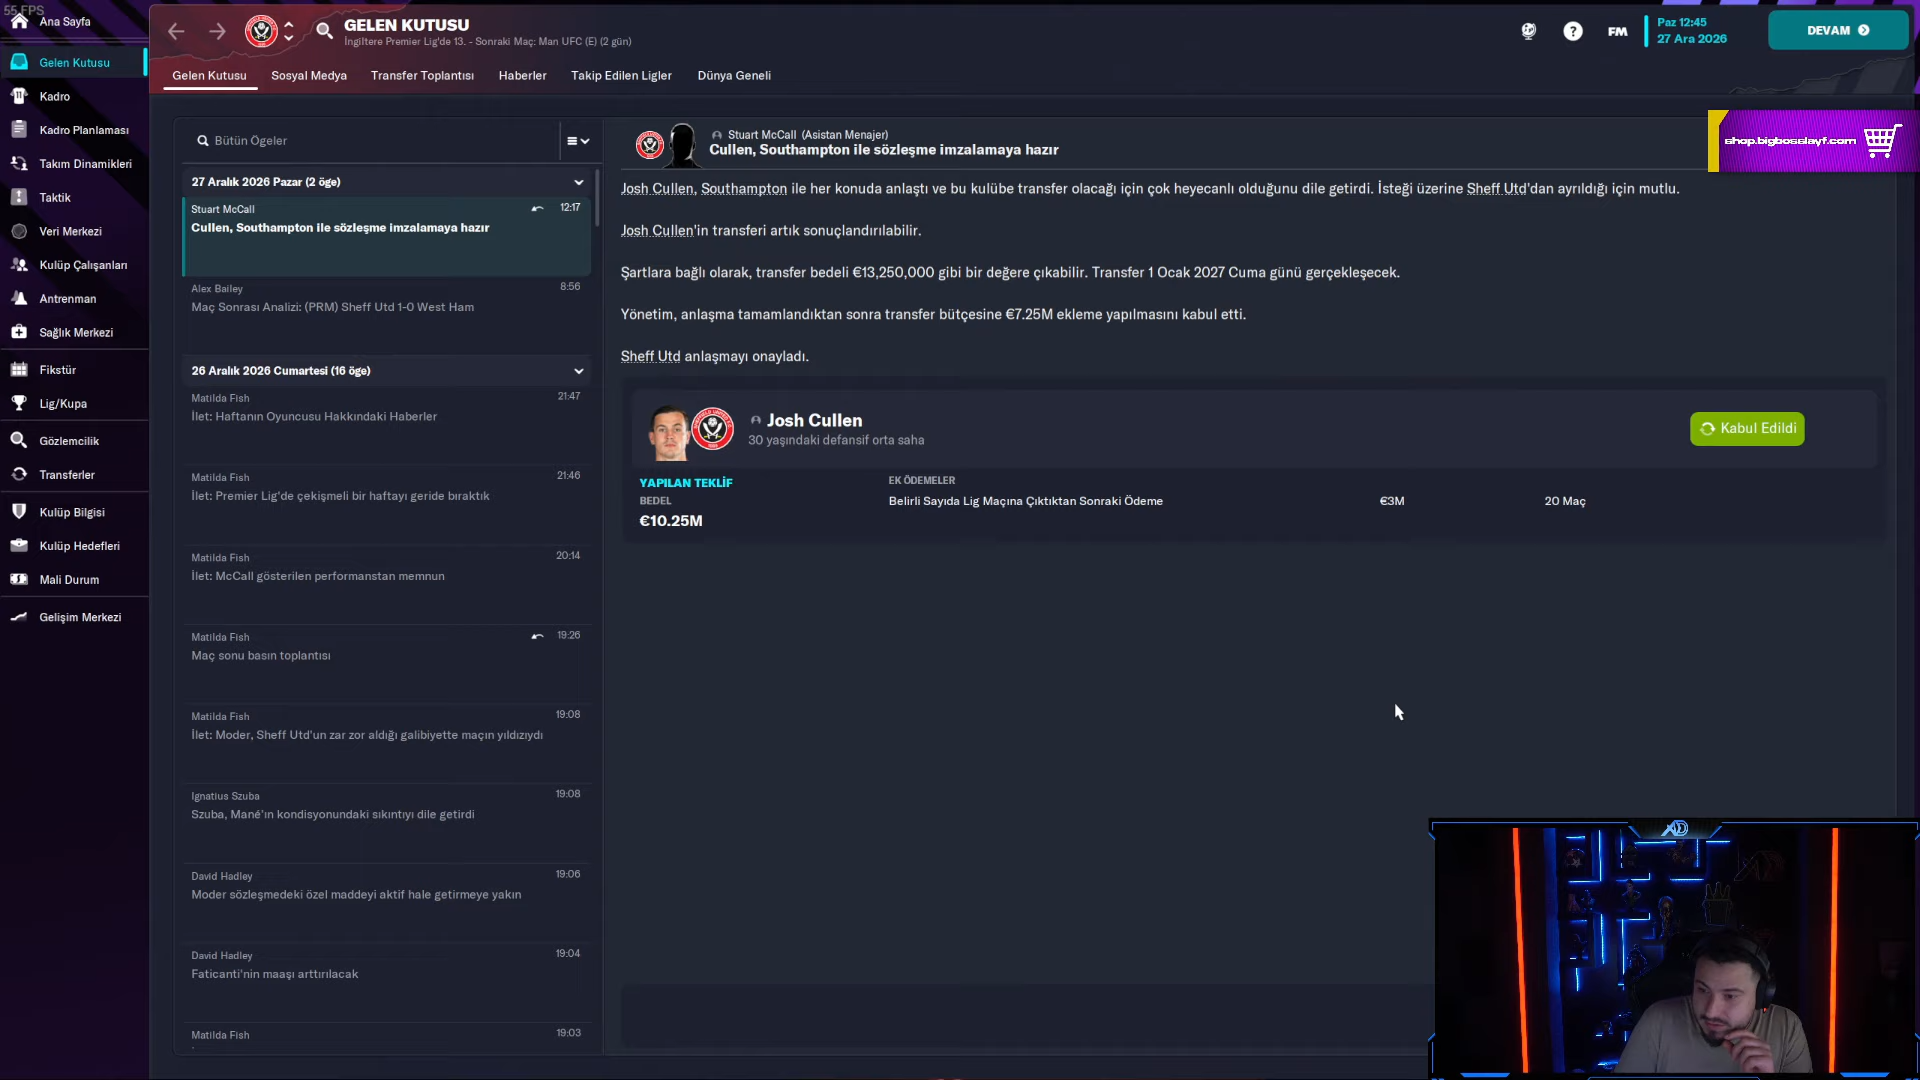 55 FPS
Ana Sayfa
Gelen Kutusu
Kadro
Kadro Planlaması
Takım Dinamikleri
Taktik
Veri Merkezi
Kulüp Çalışanları
Antrenman
Sağlık Merkezi
Fikstür
Lig/Kupa
Gözlemcilik
Transferler
Kulüp Bilgisi
Kulüp Hedefleri
Mali Durum
Gelişim Merkezi
GELEN KUTUSU
İngiltere Premier Lig'de 13. - Sonraki Maç: Man UFC (E) (2 gün)
FM
Paz 12:45
27 Ara 2026
DEVAM
Gelen Kutusu
Sosyal Medya
Transfer Toplantısı
Haberler
Takip Edilen Ligler
Dünya Geneli
shop.bigbosslayf.com
Bütün Ögeler
27 Aralık 2026 Pazar (2 öge)
Stuart McCall 12:17
Cullen, Southampton ile sözleşme imzalamaya hazır
Alex Bailey 8:56
Maç Sonrası Analizi: (PRM) Sheff Utd 1-0 West Ham
26 Aralık 2026 Cumartesi (16 öge)
Matilda Fish 21:47
İlet: Haftanın Oyuncusu Hakkındaki Haberler
Matilda Fish 21:46
İlet: Premier Lig'de çekişmeli bir haftayı geride bıraktık
Matilda Fish 20:14
İlet: McCall gösterilen performanstan memnun
Matilda Fish 19:26
Maç sonu basın toplantısı
Matilda Fish 19:08
İlet: Moder, Sheff Utd'un zar zor aldığı galibiyette maçın yıldızıydı
Ignatius Szuba 19:08
Szuba, Mané'ın kondisyonundaki sıkıntıyı dile getirdi
David Hadley 19:06
Moder sözleşmedeki özel maddeyi aktif hale getirmeye yakın
David Hadley 19:04
Faticanti'nin maaşı arttırılacak
Matilda Fish 19:03
Stuart McCall (Asistan Menajer)
Cullen, Southampton ile sözleşme imzalamaya hazır
Josh Cullen, Southampton ile her konuda anlaştı ve bu kulübe transfer olacağı için çok heyecanlı olduğunu dile getirdi. İsteği üzerine Sheff Utd'dan ayrıldığı için mutlu.
Josh Cullen'in transferi artık sonuçlandırılabilir.
Şartlara bağlı olarak, transfer bedeli €13,250,000 gibi bir değere çıkabilir. Transfer 1 Ocak 2027 Cuma günü gerçekleşecek.
Yönetim, anlaşma tamamlandıktan sonra transfer bütçesine €7.25M ekleme yapılmasını kabul etti.
Sheff Utd anlaşmayı onayladı.
Josh Cullen
30 yaşındaki defansif orta saha
Kabul Edildi
YAPILAN TEKLİF
BEDEL
€10.25M
EK ÖDEMELER
Belirli Sayıda Lig Maçına Çıktıktan Sonraki Ödeme €3M 20 Maç